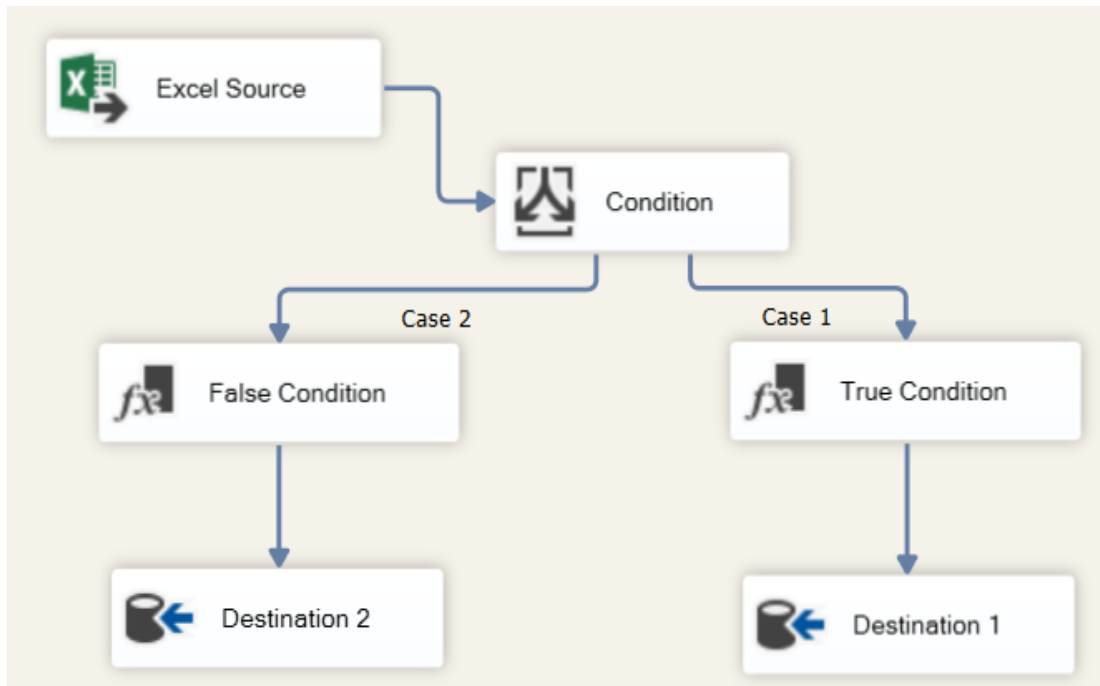 Excel Source
Condition
Case 2
Case 1
False Condition
True Condition
Destination 2
Destination 1